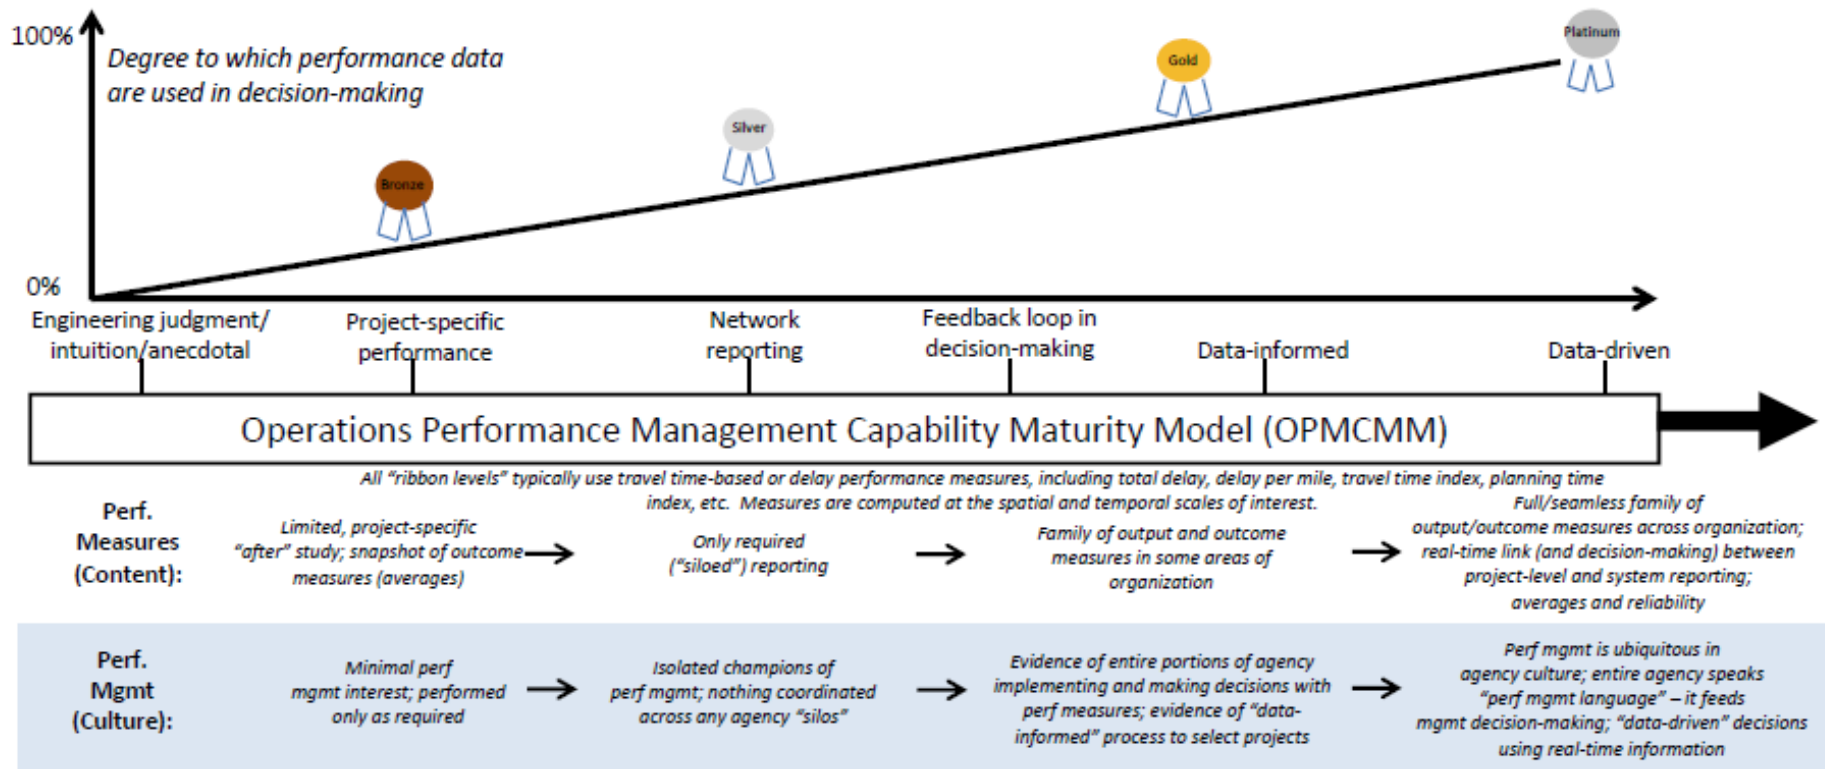 100%
Degree to which performance data
are used in decision-making
Bronze
Silver
Gold
Platinum
0%
Engineering judgment/
intuition/anecdotal
Project-specific
performance
Network
reporting
Feedback loop in
decision-making
Data-informed
Data-driven
Operations Performance Management Capability Maturity Model (OPMCMM)
All “ribbon levels” typically use travel time-based or delay performance measures, including total delay, delay per mile, travel time index, planning time
index, etc.  Measures are computed at the spatial and temporal scales of interest.
Perf.
Measures
(Content):
Limited, project-specific
“after” study; snapshot of outcome
measures (averages)
Only required
(“siloed”) reporting
Family of output and outcome
measures in some areas of
organization
Full/seamless family of
output/outcome measures across organization;
real-time link (and decision-making) between
project-level and system reporting;
averages and reliability
Perf.
Mgmt
(Culture):
Minimal perf
mgmt interest; performed
only as required
Isolated champions of
perf mgmt; nothing coordinated
across any agency “silos”
Evidence of entire portions of agency
implementing and making decisions with
perf measures; evidence of “data-
informed” process to select projects
Perf mgmt is ubiquitous in
agency culture; entire agency speaks
“perf mgmt language” – it feeds
mgmt decision-making; “data-driven” decisions
using real-time information